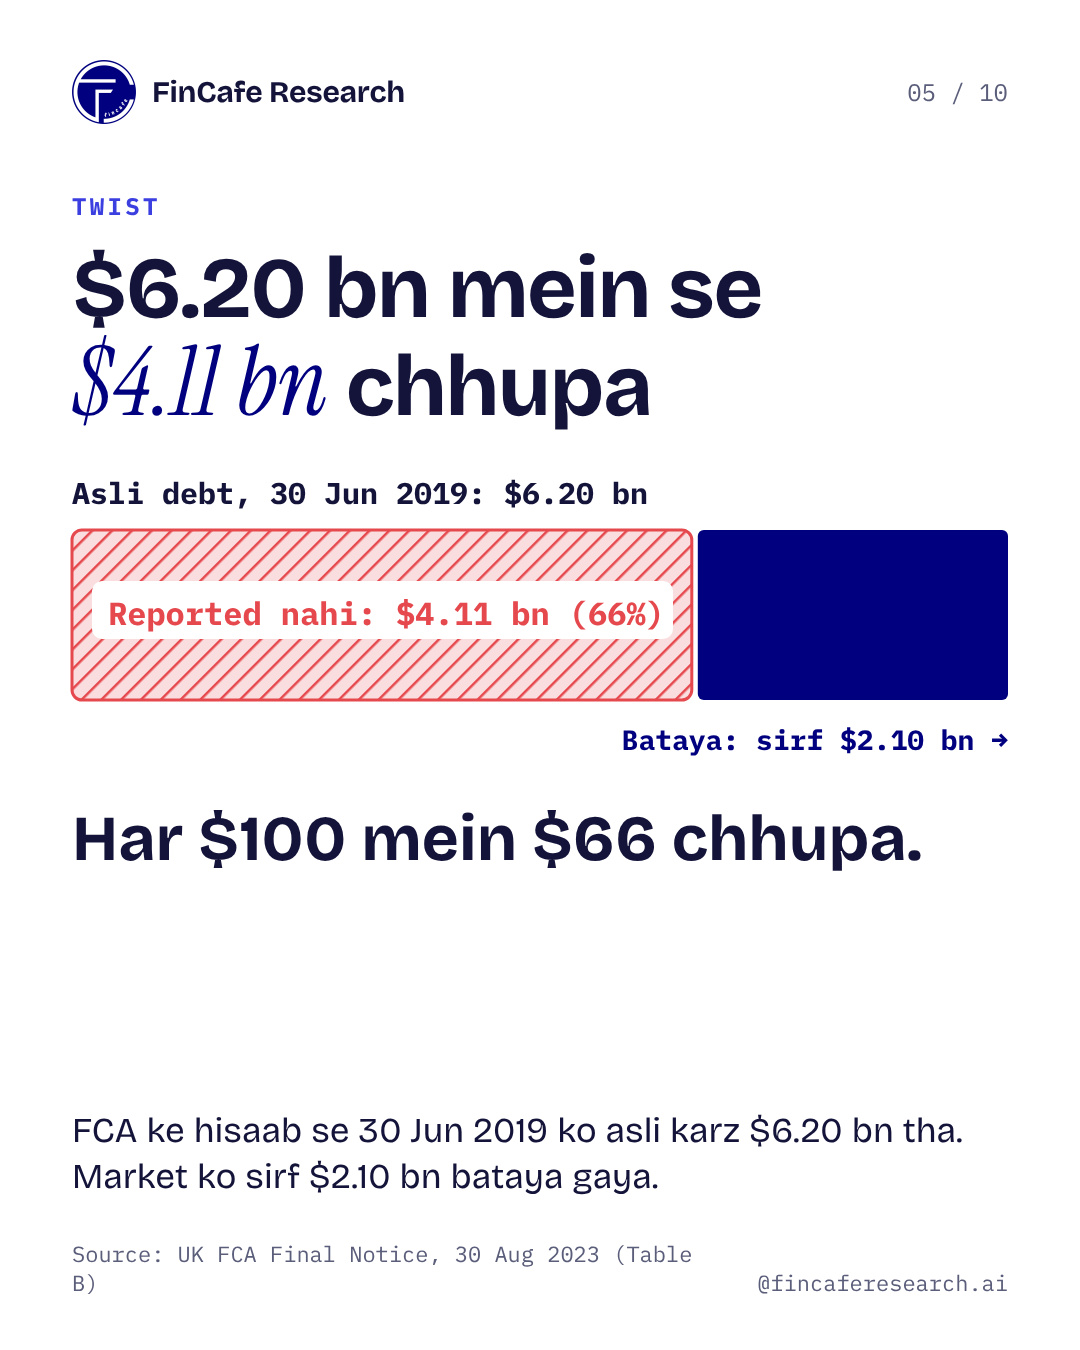 FinCafe Research
05 / 10
TWIST
$6.20 bn mein se
$4.11 bn chhupa
Asli debt, 30 Jun 2019: $6.20 bn
Reported nahi: $4.11 bn (66%)
Bataya: sirf $2.10 bn →
Har $100 mein $66 chhupa.
FCA ke hisaab se 30 Jun 2019 ko asli karz $6.20 bn tha.
Market ko sirf $2.10 bn bataya gaya.
Source: UK FCA Final Notice, 30 Aug 2023 (Table
B)
@fincaferesearch.ai